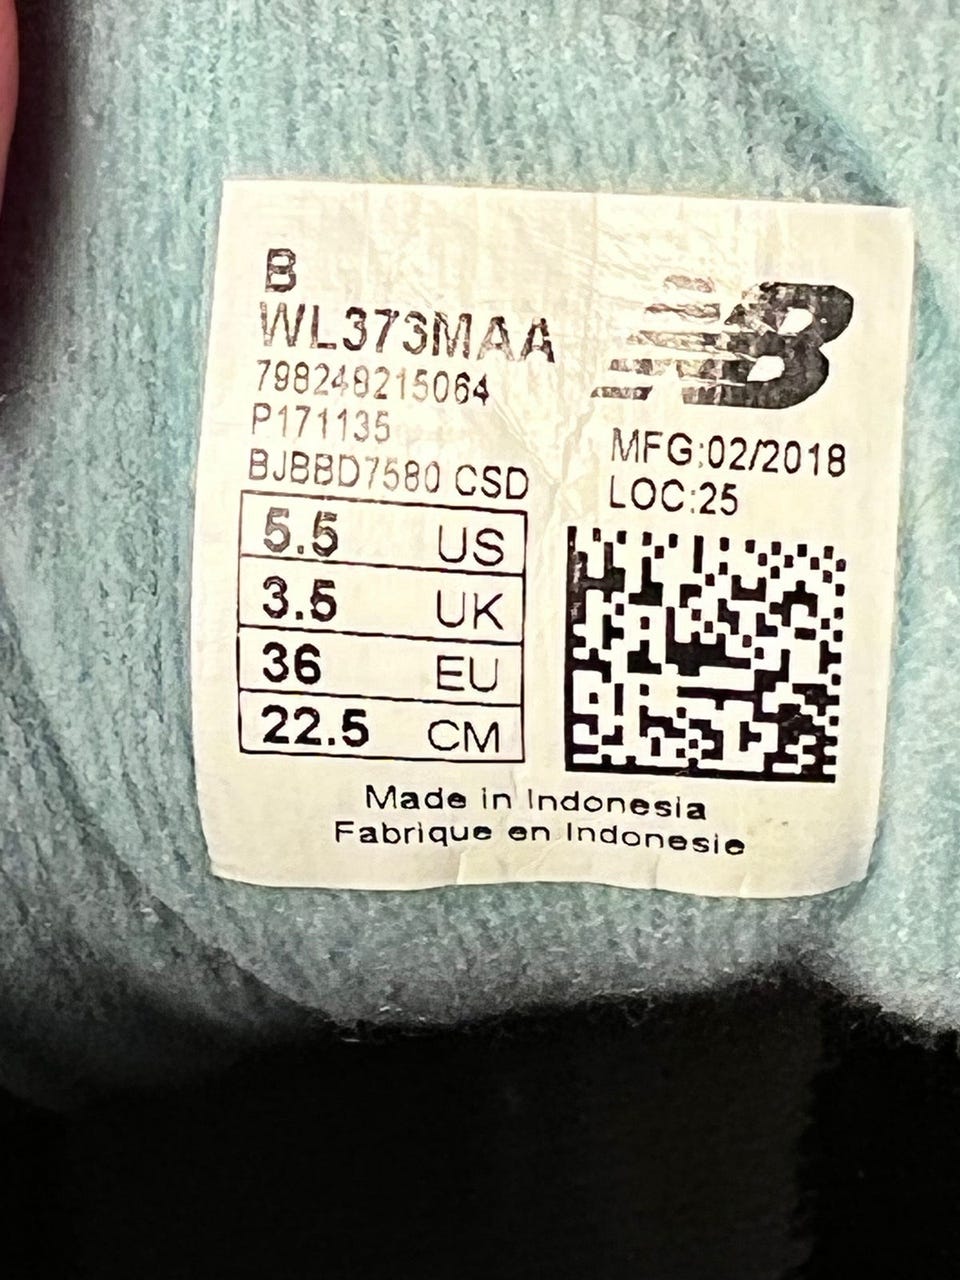 B
WL373MAA
798248215064
P171135
BJBBD7580 CSD
NB
MFG:02/2018
LOC:25
5.5 US
3.5 UK
36 EU
22.5 CM
Made in Indonesia
Fabrique en Indonesie